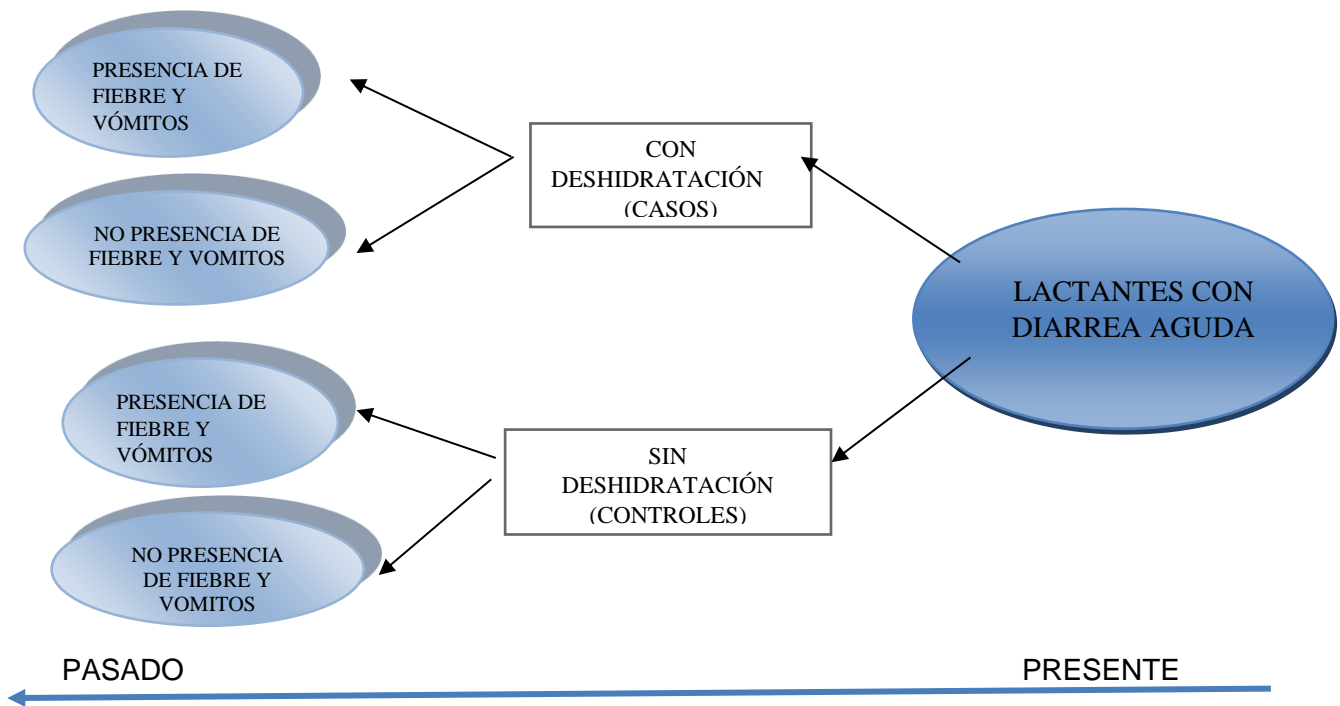 PRESENCIA DE
FIEBRE Y
VÓMITOS
NO PRESENCIA DE
FIEBRE Y VOMITOS
CON
DESHIDRATACIÓN
(CASOS)
LACTANTES CON
DIARREA AGUDA
PRESENCIA DE
FIEBRE Y
VÓMITOS
NO PRESENCIA
DE FIEBRE Y
VOMITOS
SIN
DESHIDRATACIÓN
(CONTROLES)
PASADO
PRESENTE